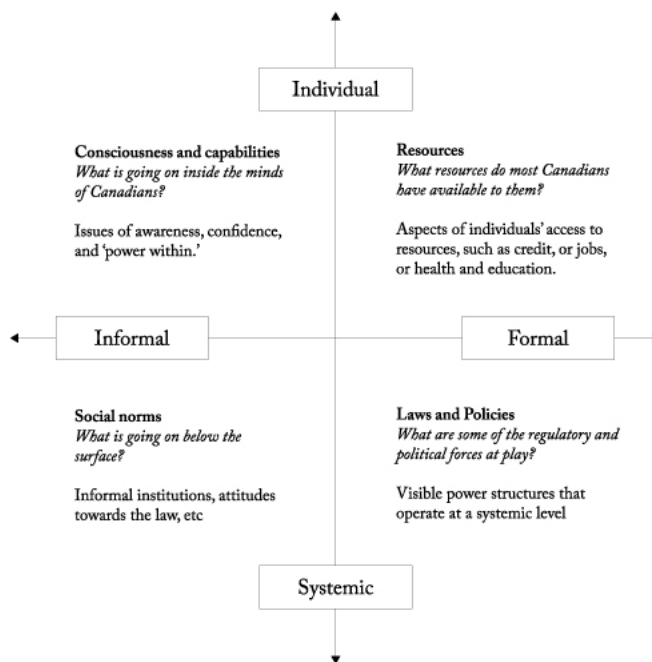 Individual
Consciousness and capabilities
What is going on inside the minds
of Canadians?
Issues of awareness, confidence,
and ‘power within.’
Resources
What resources do most Canadians
have available to them?
Aspects of individuals’ access to
resources, such as credit, or jobs,
or health and education.
Informal
Formal
Social norms
What is going on below the
surface?
Informal institutions, attitudes
towards the law, etc
Laws and Policies
What are some of the regulatory and
political forces at play?
Visible power structures that
operate at a systemic level
Systemic